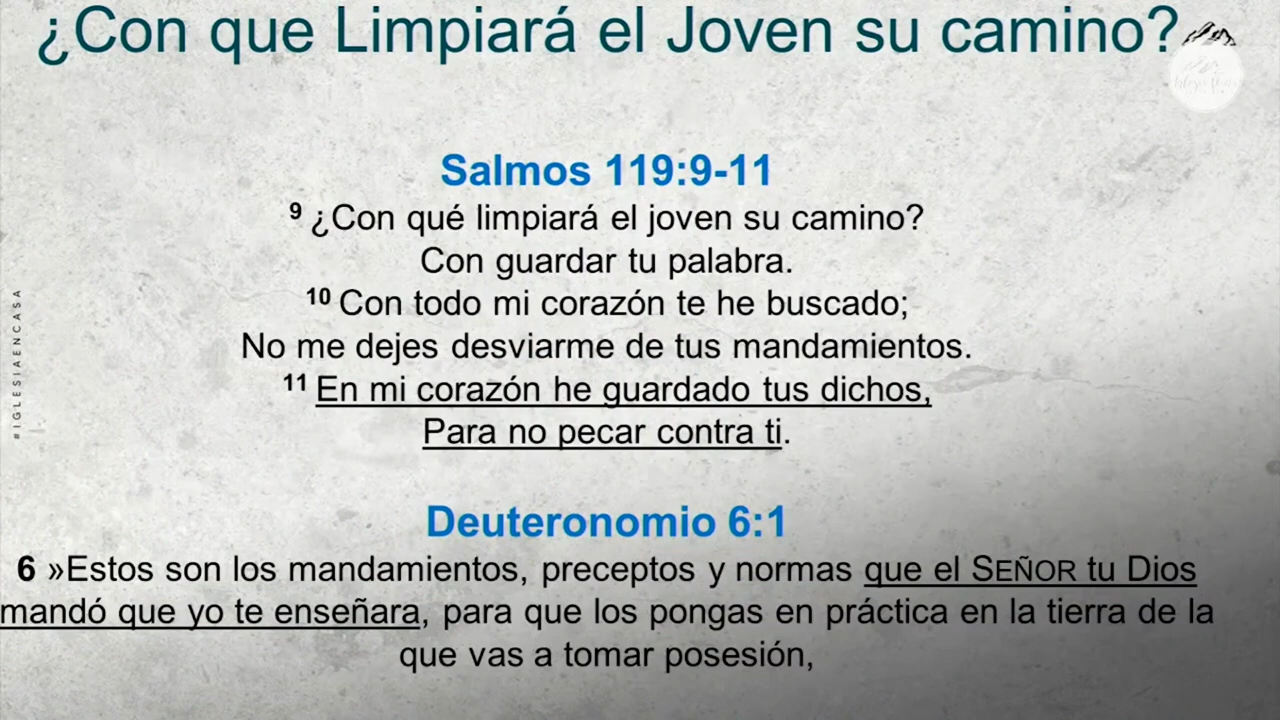 ¿Con que Limpiará el Joven su camino?
Salmos 119:9-11
9 ¿Con qué limpiará el joven su camino?
Con guardar tu palabra.
10 Con todo mi corazón te he buscado;
No me dejes desviarme de tus mandamientos.
11 En mi corazón he guardado tus dichos,
Para no pecar contra ti.
Deuteronomio 6:1
6 »Estos son los mandamientos, preceptos y normas que el SEÑOR tu Dios
mandó que yo te enseñara, para que los pongas en práctica en la tierra de la
que vas a tomar posesión,
#IGLESIAENCASA